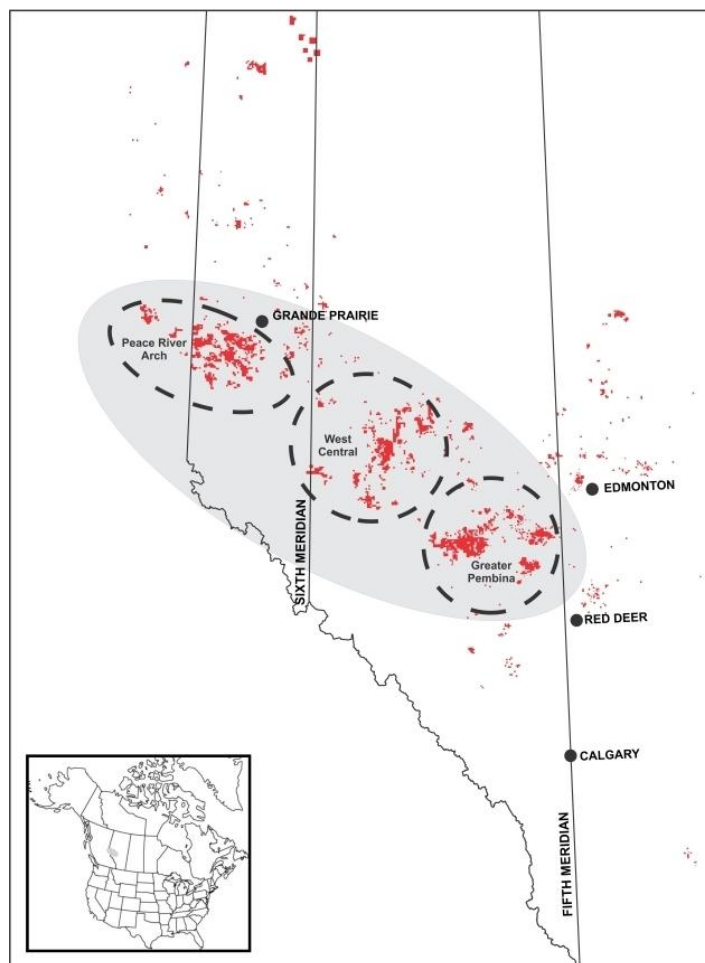 GRANDE PRAIRIE
Peace River
Arch
West
Central
EDMONTON
SIXTH MERIDIAN
Greater
Pembina
RED DEER
CALGARY
FIFTH MERIDIAN